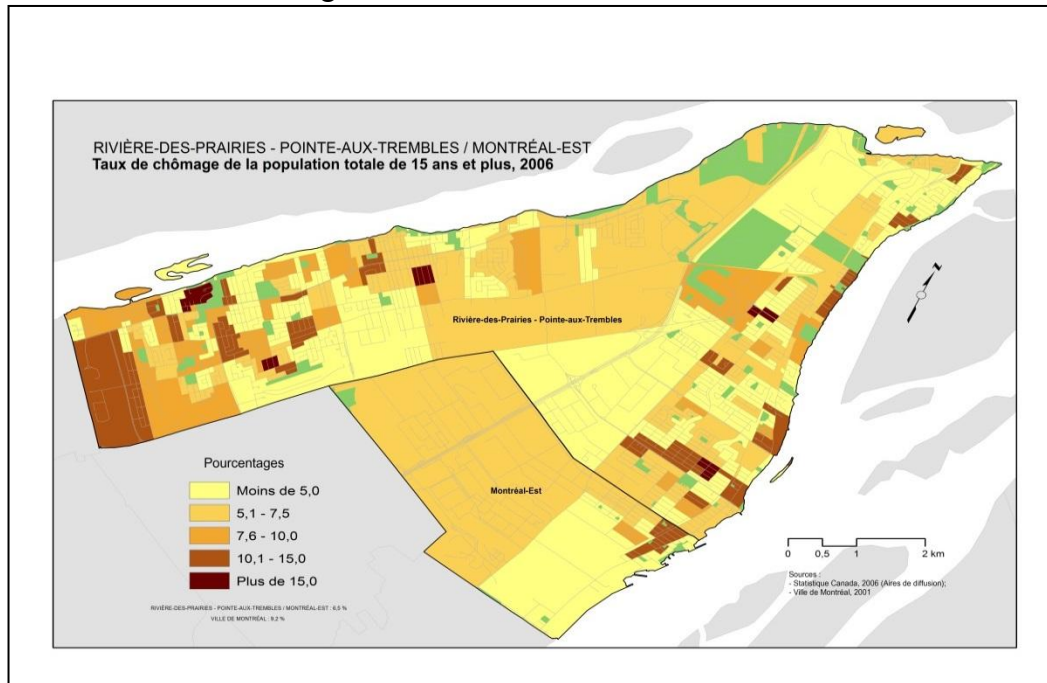 RIVIÈRE-DES-PRAIRIES - POINTE-AUX-TREMBLES / MONTRÉAL-EST
Taux de chômage de la population totale de 15 ans et plus, 2006
Rivière-des-Prairies - Pointe-aux-Trembles
Montréal-Est
Pourcentages
Moins de 5,0
5,1 - 7,5
7,6 - 10,0
10,1 - 15,0
Plus de 15,0
RIVIÈRE-DES-PRAIRIES - POINTE-AUX-TREMBLES / MONTRÉAL-EST : 6,5 %
VILLE DE MONTRÉAL : 9,2 %
N
0 0,5 1 2 km
Sources :
- Statistique Canada, 2006 (Aires de diffusion);
- Ville de Montréal, 2001